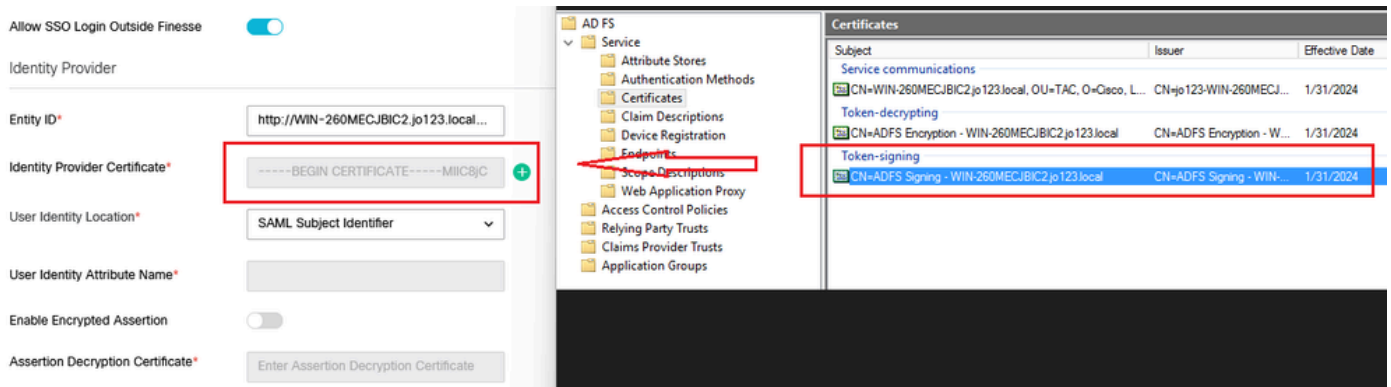 Allow SSO Login Outside Finesse
Identity Provider
Entity ID*
http://WIN-260MECJBIC2.jo123.local...
Identity Provider Certificate*
-----BEGIN CERTIFICATE-----MIIC8jC
User Identity Location*
SAML Subject Identifier
User Identity Attribute Name*
Enable Encrypted Assertion
Assertion Decryption Certificate*
Enter Assertion Decryption Certificate
AD FS
Service
Attribute Stores
Authentication Methods
Certificates
Claim Descriptions
Device Registration
Endpoints
Scope Descriptions
Web Application Proxy
Access Control Policies
Relying Party Trusts
Claims Provider Trusts
Application Groups
Certificates
Subject Issuer Effective Date
Service communications
CN=WIN-260MECJBIC2.jo123.local, OU=TAC, O=Cisco, L... CN=jo123-WIN-260MECJ... 1/31/2024
Token-decrypting
CN=ADFS Encryption - WIN-260MECJBIC2.jo123.local CN=ADFS Encryption - W... 1/31/2024
Token-signing
CN=ADFS Signing - WIN-260MECJBIC2.jo123.local CN=ADFS Signing - WIN-... 1/31/2024